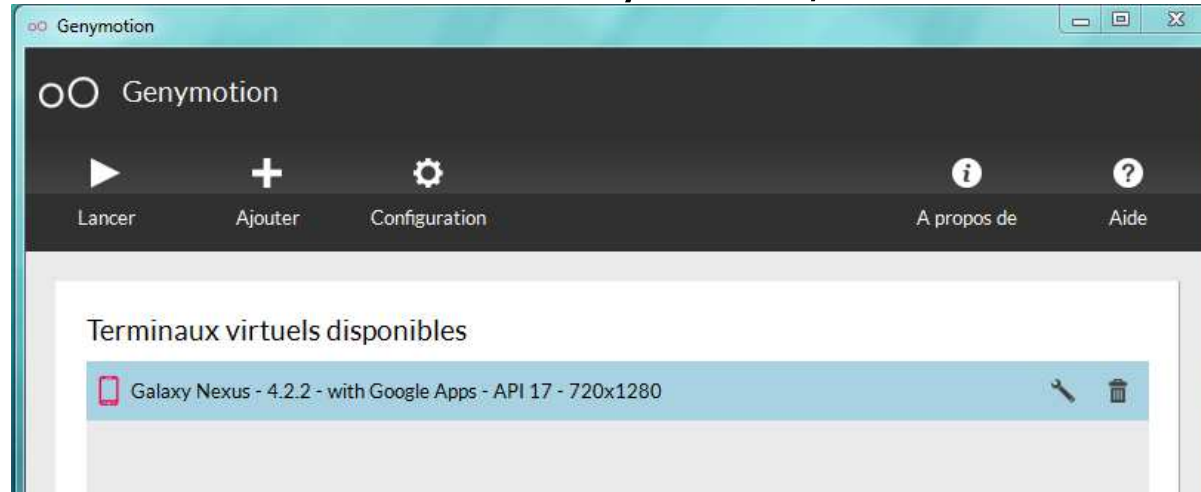 Genymotion
oO Genymotion
Lancer Ajouter Configuration A propos de Aide
Terminaux virtuels disponibles
Galaxy Nexus - 4.2.2 - with Google Apps - API 17 - 720x1280